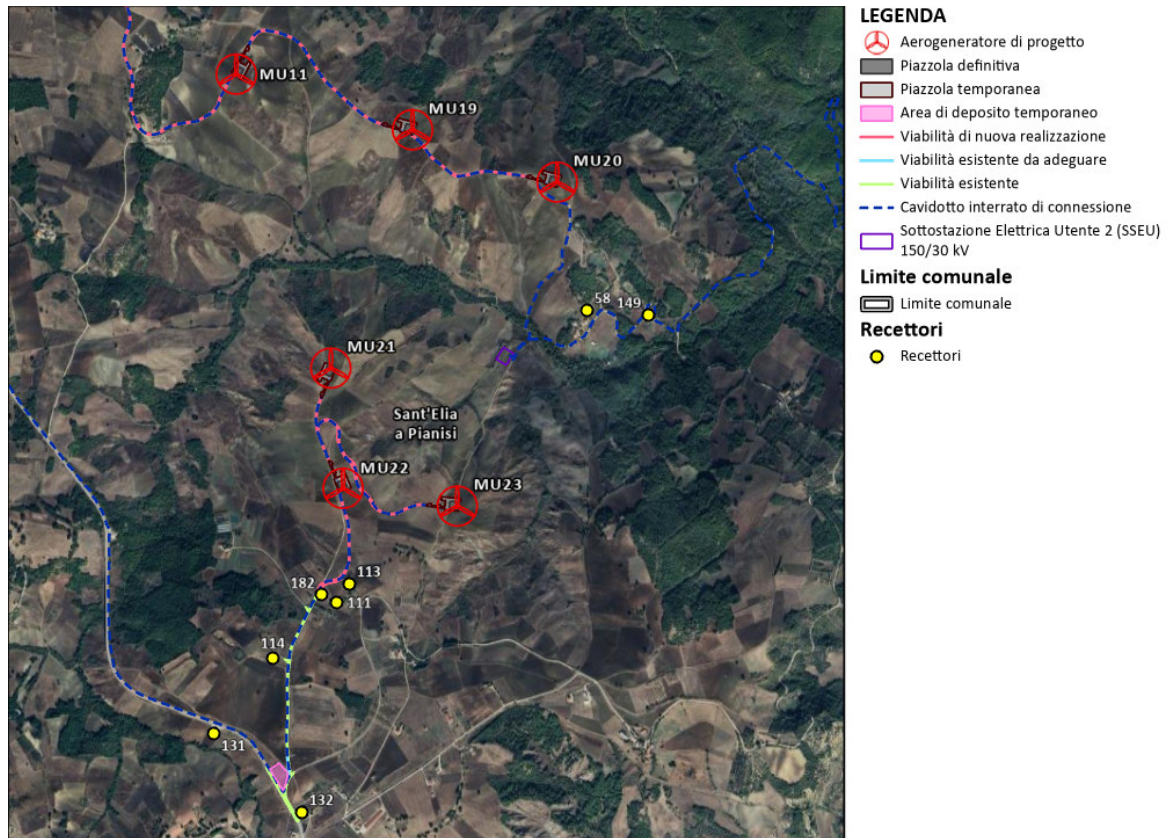 MU11
MU19
MU20
58
149
MU21
Sant'Elia
a Pianisi
MU22
MU23
182
113
111
114
131
132
LEGENDA
Aerogeneratore di progetto
Piazzola definitiva
Piazzola temporanea
Area di deposito temporaneo
Viabilità di nuova realizzazione
Viabilità esistente da adeguare
Viabilità esistente
Cavidotto interrato di connessione
Sottostazione Elettrica Utente 2 (SSEU)
150/30 kV
Limite comunale
Limite comunale
Recettori
Recettori